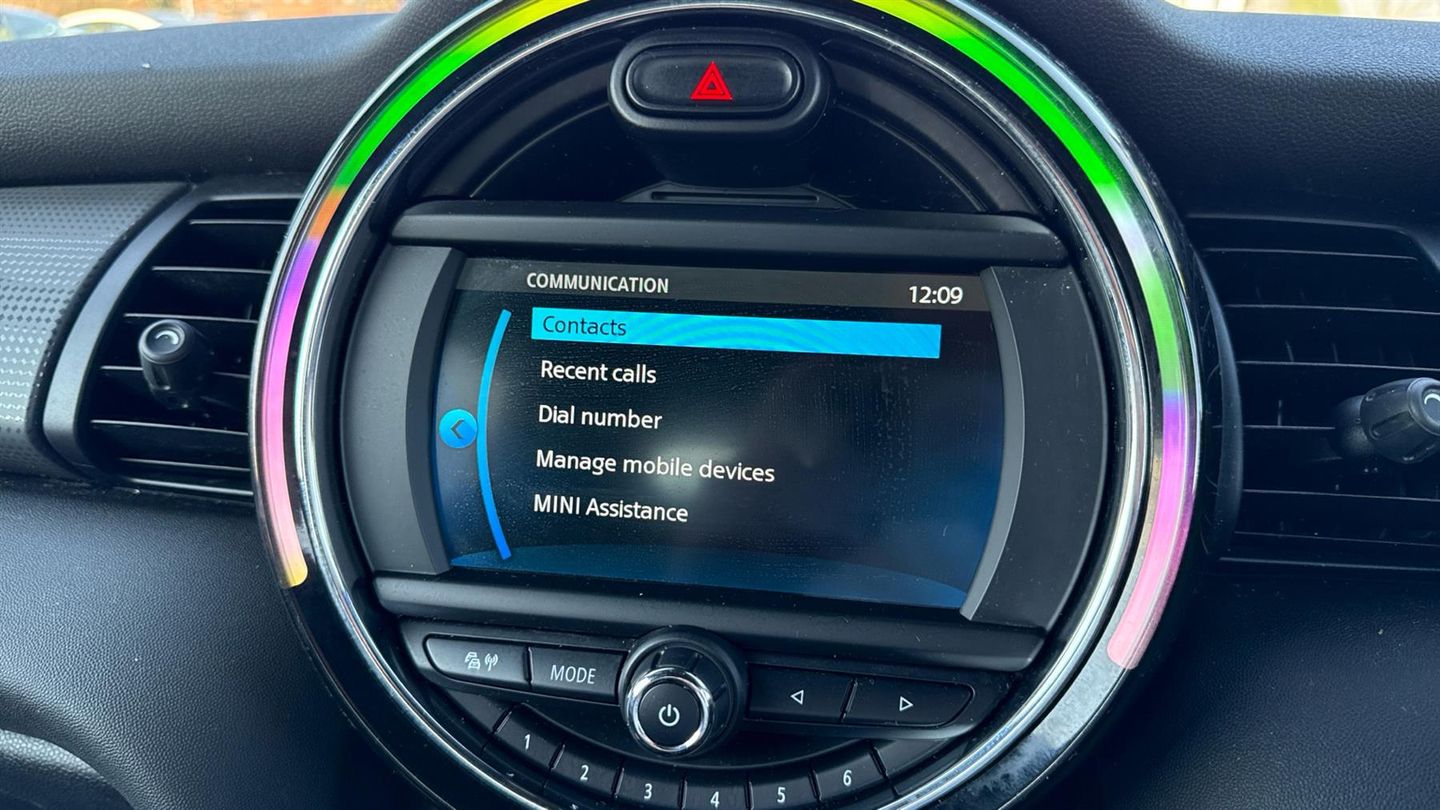 COMMUNICATION 12:09
Contacts
Recent calls
Dial number
Manage mobile devices
MINI Assistance
MODE
1 2 3 4 5 6